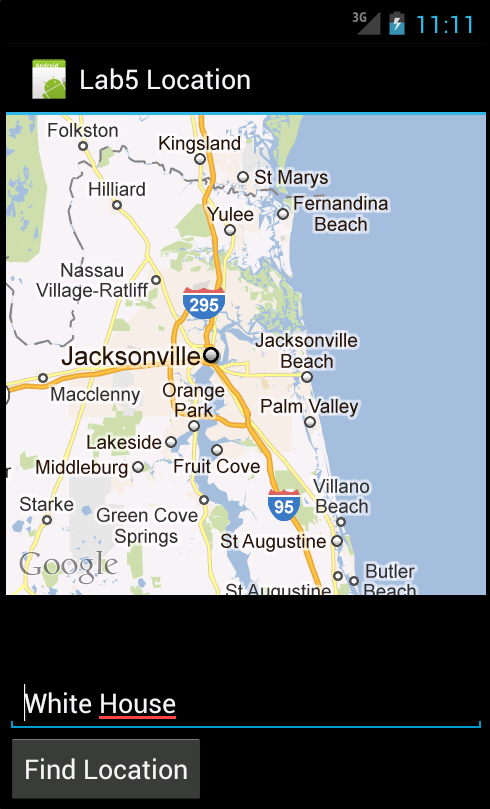 3G 11:11
Android
Lab5 Location
Folkston
Kingsland
St Marys
Hilliard
Fernandina
Beach
Yulee
Nassau
Village-Ratliff
295
Jacksonville
Jacksonville
Beach
Macclenny
Orange
Park
Palm Valley
Lakeside
Middleburg
Fruit Cove
Villano
Beach
Starke
95
Green Cove
Springs
St Augustine
Google
Butler
Beach
St Augustine
White House
Find Location